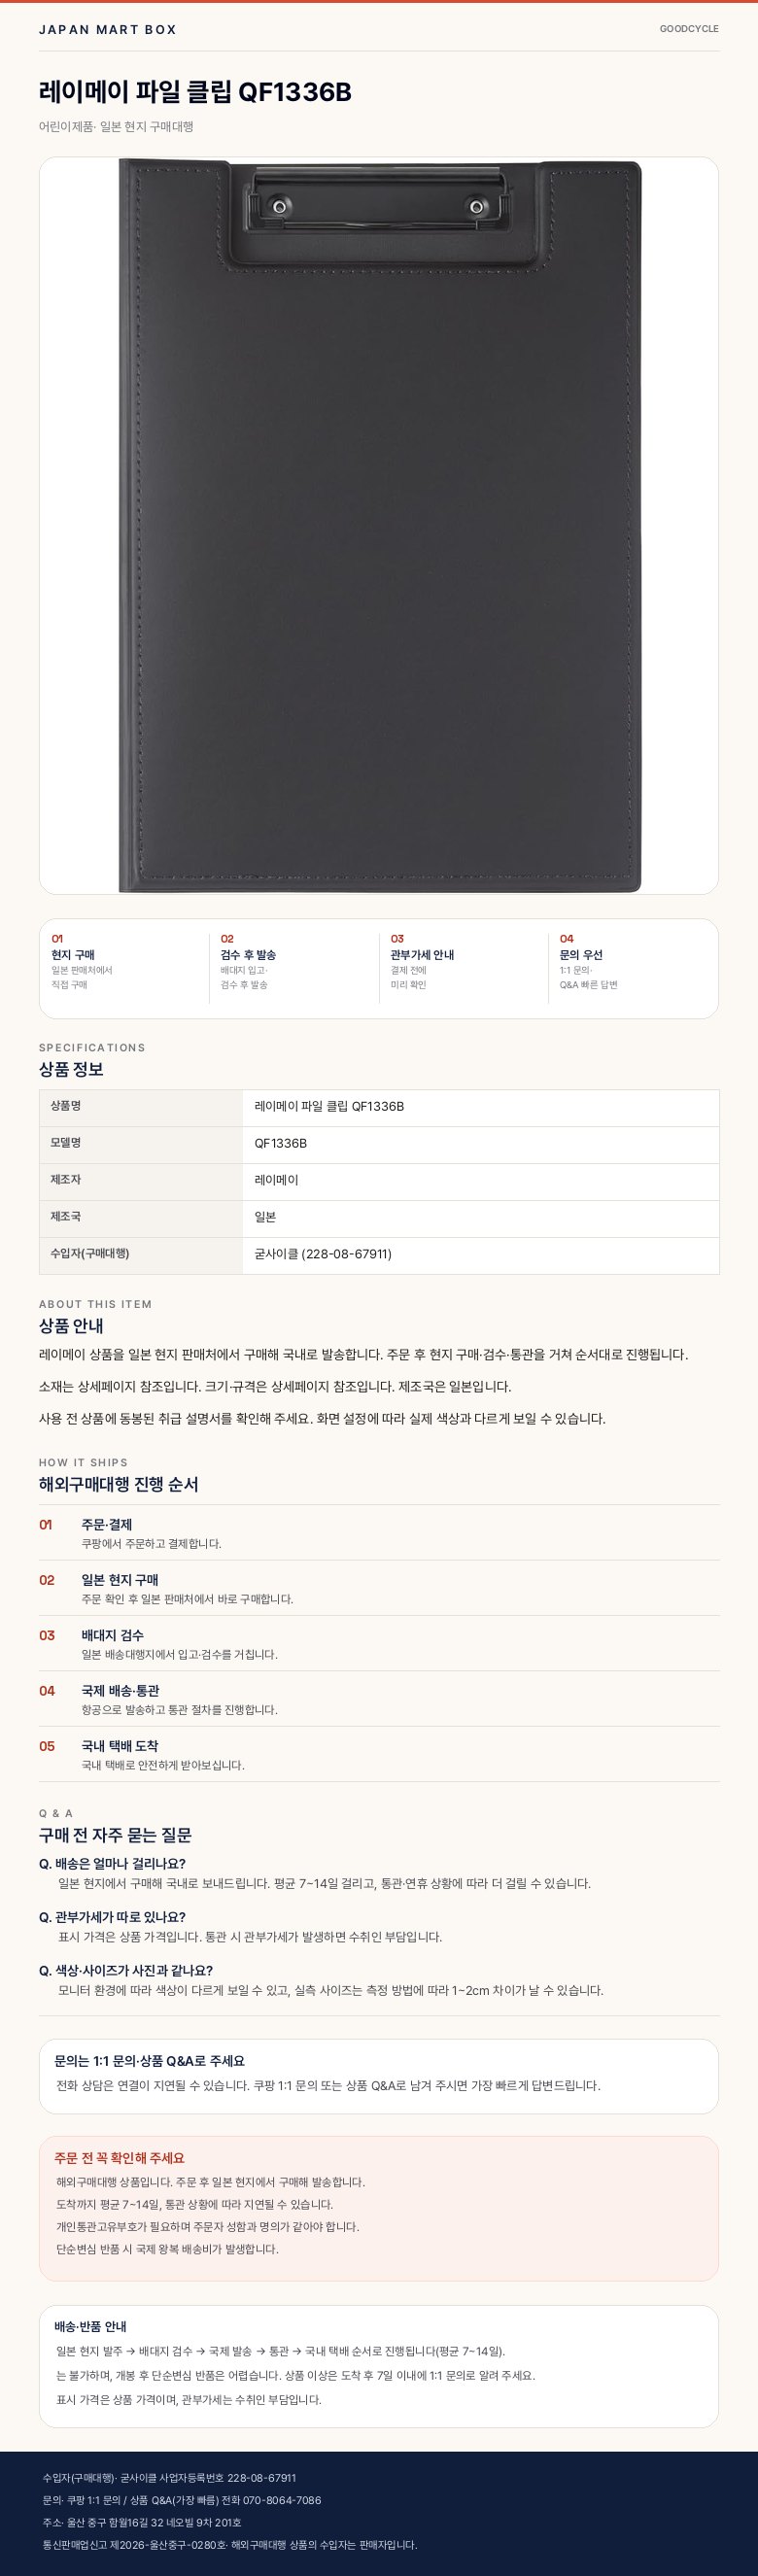 JAPAN MART BOX
GOODCYCLE
레이메이 파일 클립 QF1336B
어린이제품· 일본 현지 구매대행
01
현지 구매
일본 판매처에서
직접 구매
02
검수 후 발송
배대지 입고·
검수 후 발송
03
관부가세 안내
결제 전에
미리 확인
04
문의 우선
1:1 문의·
Q&A 빠른 답변
SPECIFICATIONS
상품 정보
상품명 레이메이 파일 클립 QF1336B
모델명 QF1336B
제조자 레이메이
제조국 일본
수입자(구매대행) 굳사이클 (228-08-67911)
ABOUT THIS ITEM
상품 안내
레이메이 상품을 일본 현지 판매처에서 구매해 국내로 발송합니다. 주문 후 현지 구매·검수·통관을 거쳐 순서대로 진행됩니다.
소재는 상세페이지 참조입니다. 크기·규격은 상세페이지 참조입니다. 제조국은 일본입니다.
사용 전 상품에 동봉된 취급 설명서를 확인해 주세요. 화면 설정에 따라 실제 색상과 다르게 보일 수 있습니다.
HOW IT SHIPS
해외구매대행 진행 순서
01 주문·결제
쿠팡에서 주문하고 결제합니다.
02 일본 현지 구매
주문 확인 후 일본 판매처에서 바로 구매합니다.
03 배대지 검수
일본 배송대행지에서 입고·검수를 거칩니다.
04 국제 배송·통관
항공으로 발송하고 통관 절차를 진행합니다.
05 국내 택배 도착
국내 택배로 안전하게 받아보십니다.
Q & A
구매 전 자주 묻는 질문
Q. 배송은 얼마나 걸리나요?
일본 현지에서 구매해 국내로 보내드립니다. 평균 7~14일 걸리고, 통관·연휴 상황에 따라 더 걸릴 수 있습니다.
Q. 관부가세가 따로 있나요?
표시 가격은 상품 가격입니다. 통관 시 관부가세가 발생하면 수취인 부담입니다.
Q. 색상·사이즈가 사진과 같나요?
모니터 환경에 따라 색상이 다르게 보일 수 있고, 실측 사이즈는 측정 방법에 따라 1~2cm 차이가 날 수 있습니다.
문의는 1:1 문의·상품 Q&A로 주세요
전화 상담은 연결이 지연될 수 있습니다. 쿠팡 1:1 문의 또는 상품 Q&A로 남겨 주시면 가장 빠르게 답변드립니다.
주문 전 꼭 확인해 주세요
해외구매대행 상품입니다. 주문 후 일본 현지에서 구매해 발송합니다.
도착까지 평균 7~14일, 통관 상황에 따라 지연될 수 있습니다.
개인통관고유부호가 필요하며 주문자 성함과 명의가 같아야 합니다.
단순변심 반품 시 국제 왕복 배송비가 발생합니다.
배송·반품 안내
일본 현지 발주 → 배대지 검수 → 국제 발송 → 통관 → 국내 택배 순서로 진행됩니다(평균 7~14일).
는 불가하며, 개봉 후 단순변심 반품은 어렵습니다. 상품 이상은 도착 후 7일 이내에 1:1 문의로 알려 주세요.
표시 가격은 상품 가격이며, 관부가세는 수취인 부담입니다.
수입자(구매대행)· 굳사이클 사업자등록번호 228-08-67911
문의· 쿠팡 1:1 문의 / 상품 Q&A(가장 빠름) 전화 070-8064-7086
주소· 울산 중구 함월16길 32 네오빌 9차 201호
통신판매업신고 제2026-울산중구-0280호· 해외구매대행 상품의 수입자는 판매자입니다.